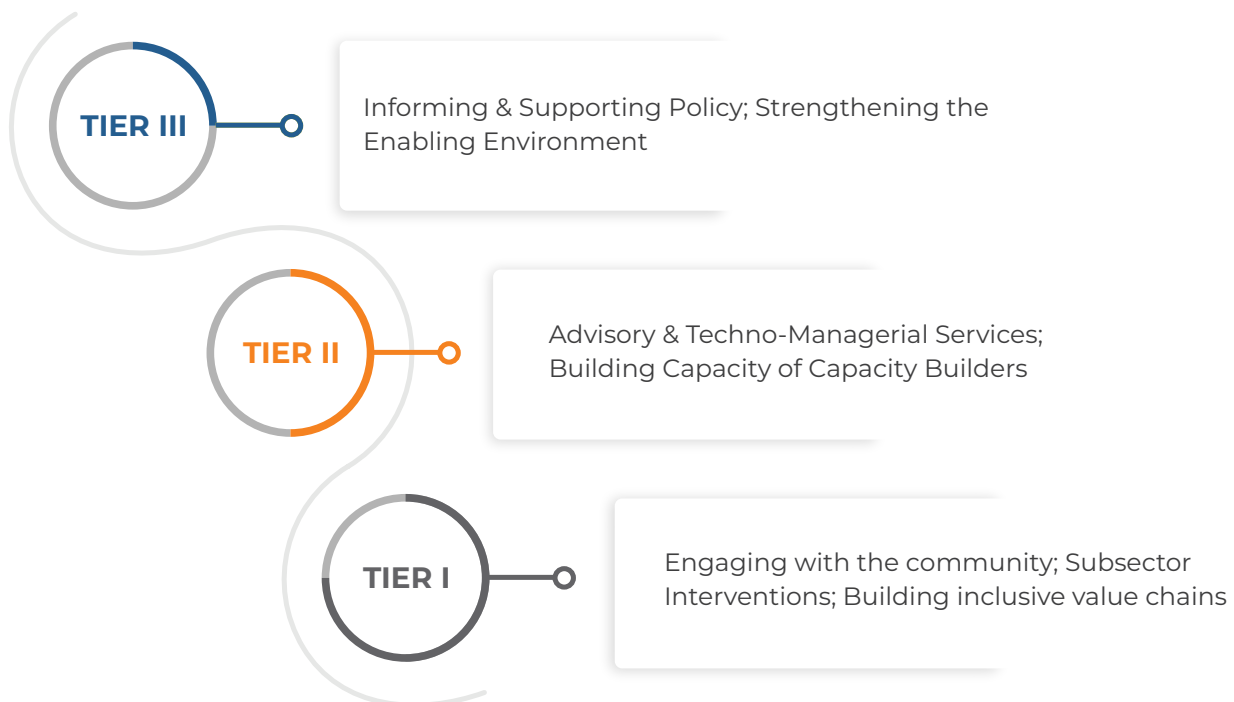 TIER III
Informing & Supporting Policy; Strengthening the
Enabling Environment
TIER II
Advisory & Techno-Managerial Services;
Building Capacity of Capacity Builders
TIER I
Engaging with the community; Subsector
Interventions; Building inclusive value chains